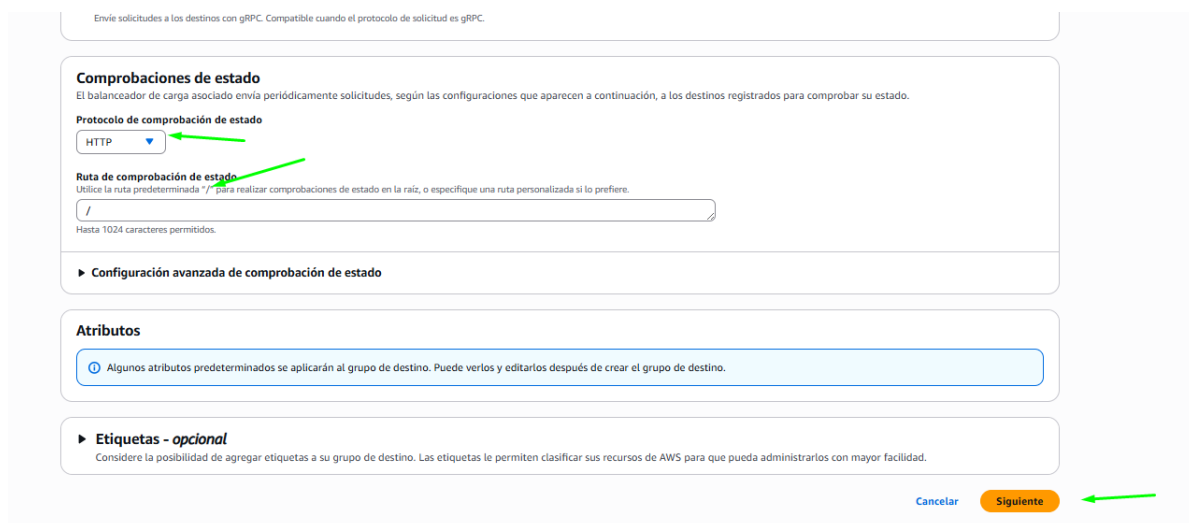 Envíe solicitudes a los destinos con gRPC. Compatible cuando el protocolo de solicitud es gRPC.
Comprobaciones de estado
El balanceador de carga asociado envía periódicamente solicitudes, según las configuraciones que aparecen a continuación, a los destinos registrados para comprobar su estado.
Protocolo de comprobación de estado
HTTP
Ruta de comprobación de estado
Utilice la ruta predeterminada "/" para realizar comprobaciones de estado en la raíz, o especifique una ruta personalizada si lo prefiere.
/
Hasta 1024 caracteres permitidos.
Configuración avanzada de comprobación de estado
Atributos
Algunos atributos predeterminados se aplicarán al grupo de destino. Puede verlos y editarlos después de crear el grupo de destino.
Etiquetas - opcional
Considere la posibilidad de agregar etiquetas a su grupo de destino. Las etiquetas le permiten clasificar sus recursos de AWS para que pueda administrarlos con mayor facilidad.
Cancelar Siguiente